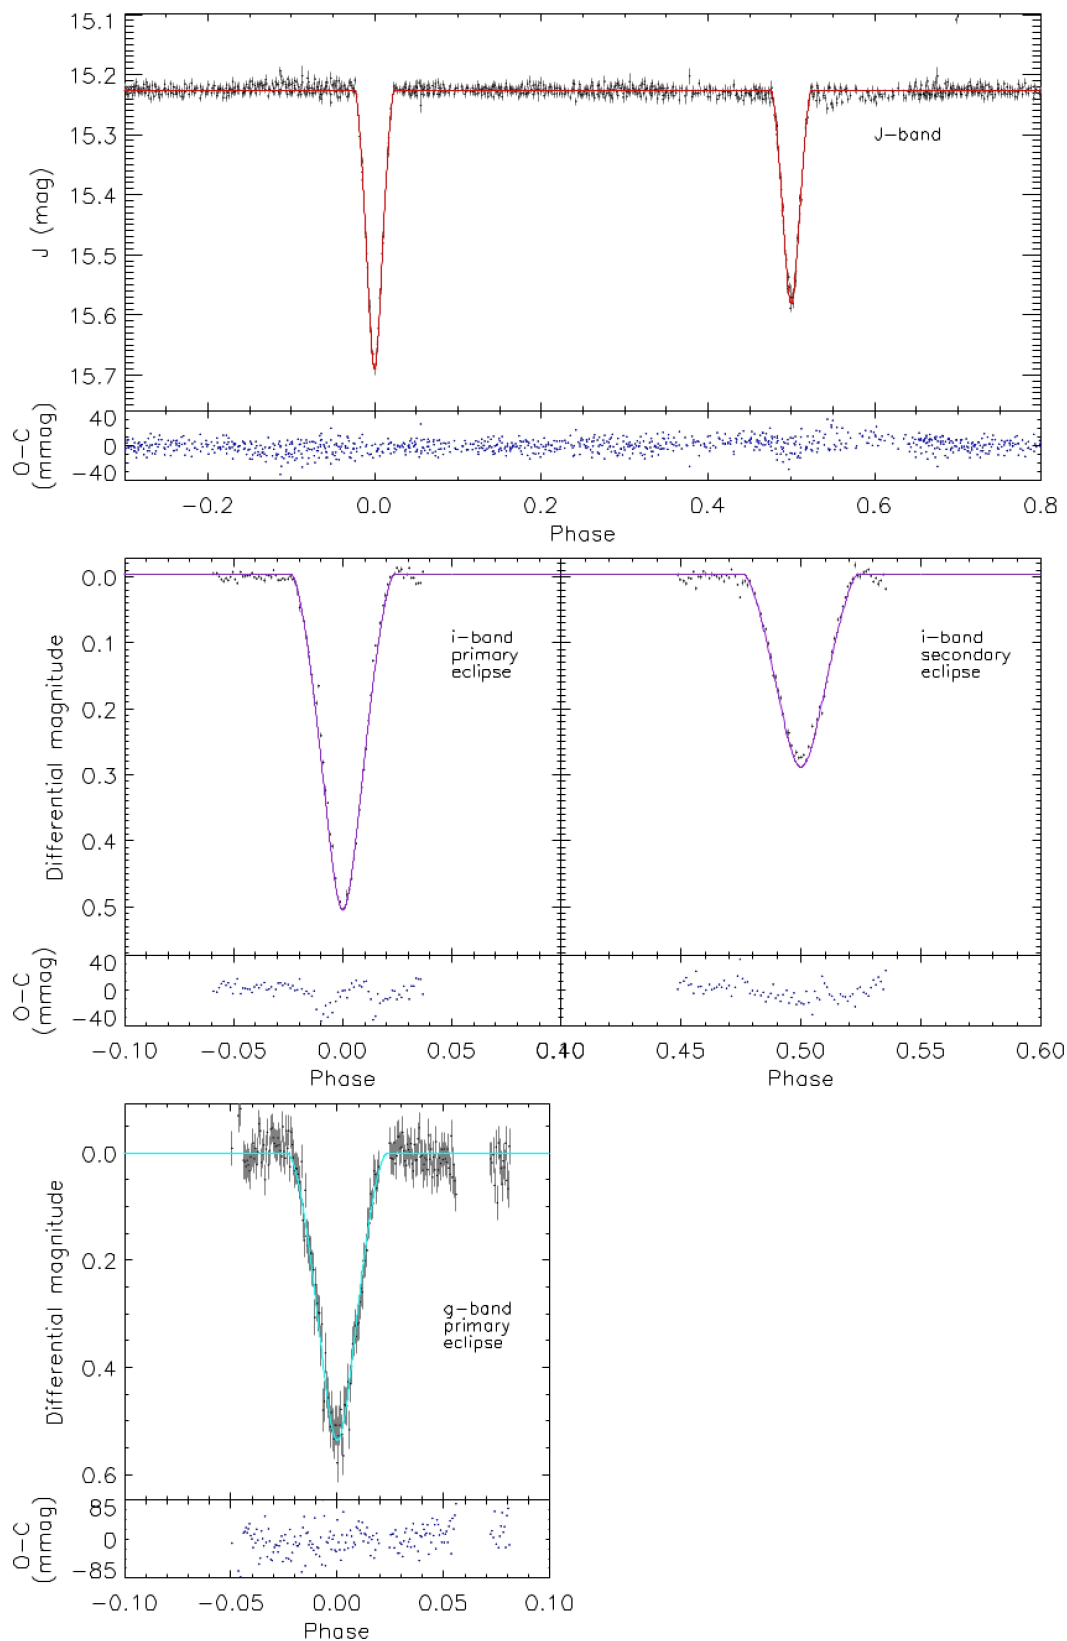 15.1
15.2
15.3
15.4
15.5
15.6
15.7
J (mag)
J-band
40
0
-40
O-C
(mmag)
-0.2 0.0 0.2 0.4 0.6 0.8
Phase
0.0
0.1
0.2
0.3
0.4
0.5
Differential magnitude
i-band
primary
eclipse
i-band
secondary
eclipse
40
0
-40
O-C
(mmag)
-0.10 -0.05 0.00 0.05 0.10
0.40 0.45 0.50 0.55 0.60
Phase
Phase
0.0
0.2
0.4
0.6
Differential magnitude
g-band
primary
eclipse
85
0
-85
O-C
(mmag)
-0.10 -0.05 0.00 0.05 0.10
Phase